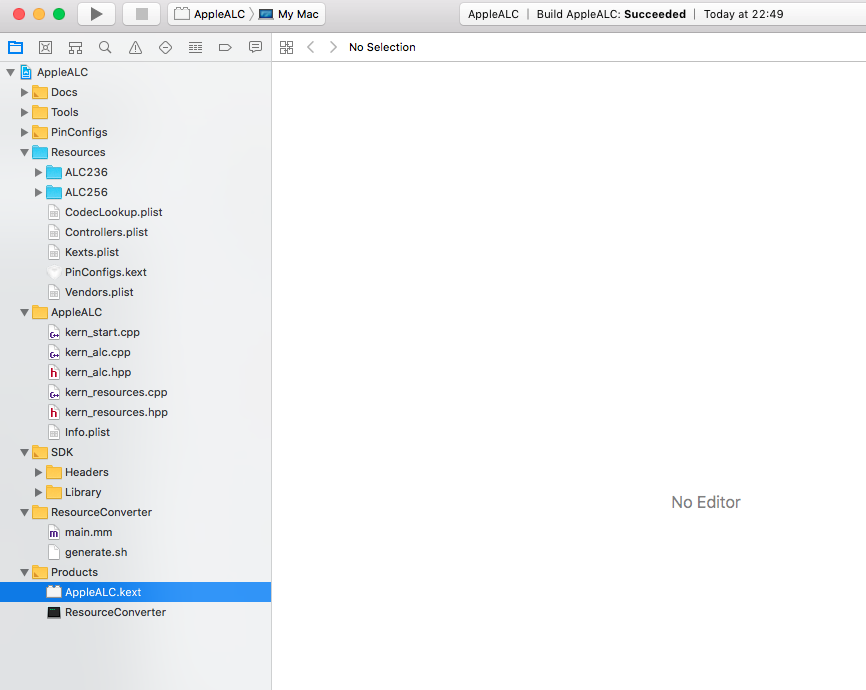 AppleALC My Mac AppleALC | Build AppleALC: Succeeded | Today at 22:49
No Selection
AppleALC
Docs
Tools
PinConfigs
Resources
ALC236
ALC256
CodecLookup.plist
Controllers.plist
Kexts.plist
PinConfigs.kext
Vendors.plist
AppleALC
kern_start.cpp
kern_alc.cpp
kern_alc.hpp
kern_resources.cpp
kern_resources.hpp
Info.plist
SDK
Headers
Library
ResourceConverter
main.mm
generate.sh
Products
AppleALC.kext
ResourceConverter
No Editor